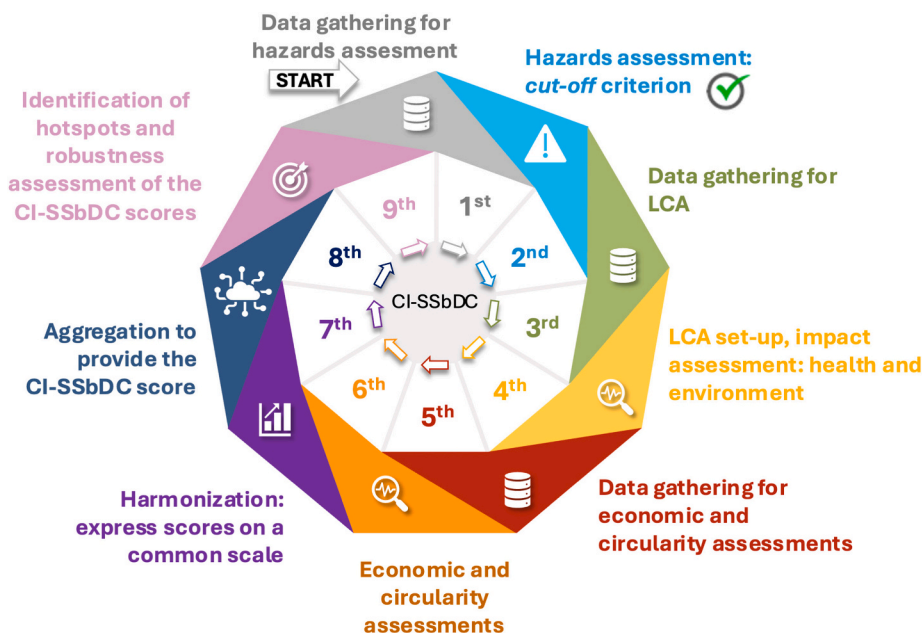 Data gathering for
hazards assesment
START
Hazards assessment:
cut-off criterion
Identification of
hotspots and
robustness
assessment of the
CI-SSbDC scores
Data gathering for
LCA
9th
1st
8th
2nd
CI-SSbDC
7th
3rd
6th
4th
5th
Aggregation to
provide the
CI-SSbDC score
LCA set-up, impact
assessment: health and
environment
Harmonization:
express scores on a
common scale
Data gathering for
economic and
circularity assessments
Economic and
circularity
assessments